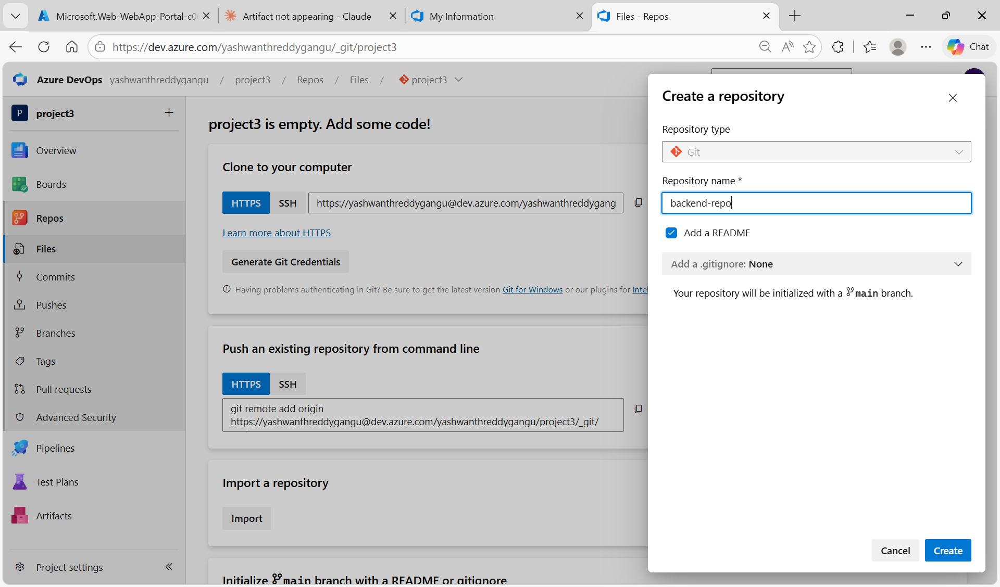 Microsoft.Web-WebApp-Portal-c0
Artifact not appearing - Claude
My Information
Files - Repos
https://dev.azure.com/yashwanthreddygangu/_git/project3
Chat
Azure DevOps yashwanthreddygangu / project3 / Repos / Files / project3
P project3
Overview
Boards
Repos
Files
Commits
Pushes
Branches
Tags
Pull requests
Advanced Security
Pipelines
Test Plans
Artifacts
Project settings
project3 is empty. Add some code!
Clone to your computer
HTTPS SSH https://yashwanthreddygangu@dev.azure.com/yashwanthreddygang
Learn more about HTTPS
Generate Git Credentials
Having problems authenticating in Git? Be sure to get the latest version Git for Windows or our plugins for Intel
Push an existing repository from command line
HTTPS SSH
git remote add origin
https://yashwanthreddygangu@dev.azure.com/yashwanthreddygangu/project3/_git/
Import a repository
Import
Initialize main branch with a README or gitignore
Create a repository
Repository type
Git
Repository name *
backend-repo
Add a README
Add a .gitignore: None
Your repository will be initialized with a main branch.
Cancel Create